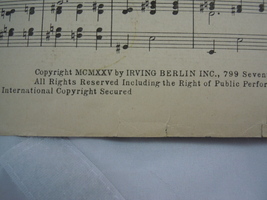 Copyright MCMXXV by IRVING BERLIN INC., 799 Seven
All Rights Reserved Including the Right of Public Perfor
International Copyright Secured